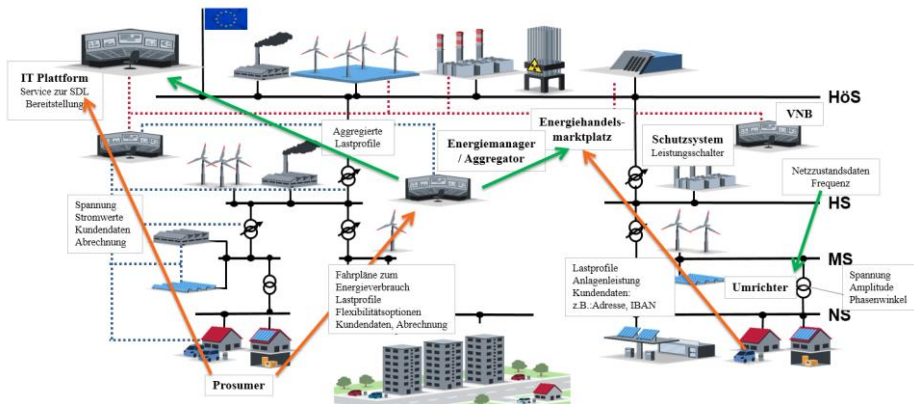 IT Plattform
Service zur SDL
Bereitstellung
HöS
VNB
Aggregierte
Lastprofile
Energiemanager
/ Aggregator
Energiehandels-
marktplatz
Schutzsystem
Leistungsschalter
Netzzustandsdaten
Frequenz
HS
Spannung
Stromwerte
Kundendaten
Abrechnung
MS
Fahrpläne zum
Energieverbrauch
Lastprofile
Flexibilitätsoptionen
Kundendaten, Abrechnung
Lastprofile
Anlagenleistung
Kundendaten:
z.B.:Adresse, IBAN
Umrichter
Spannung
Amplitude
Phasenwinkel
NS
Prosumer